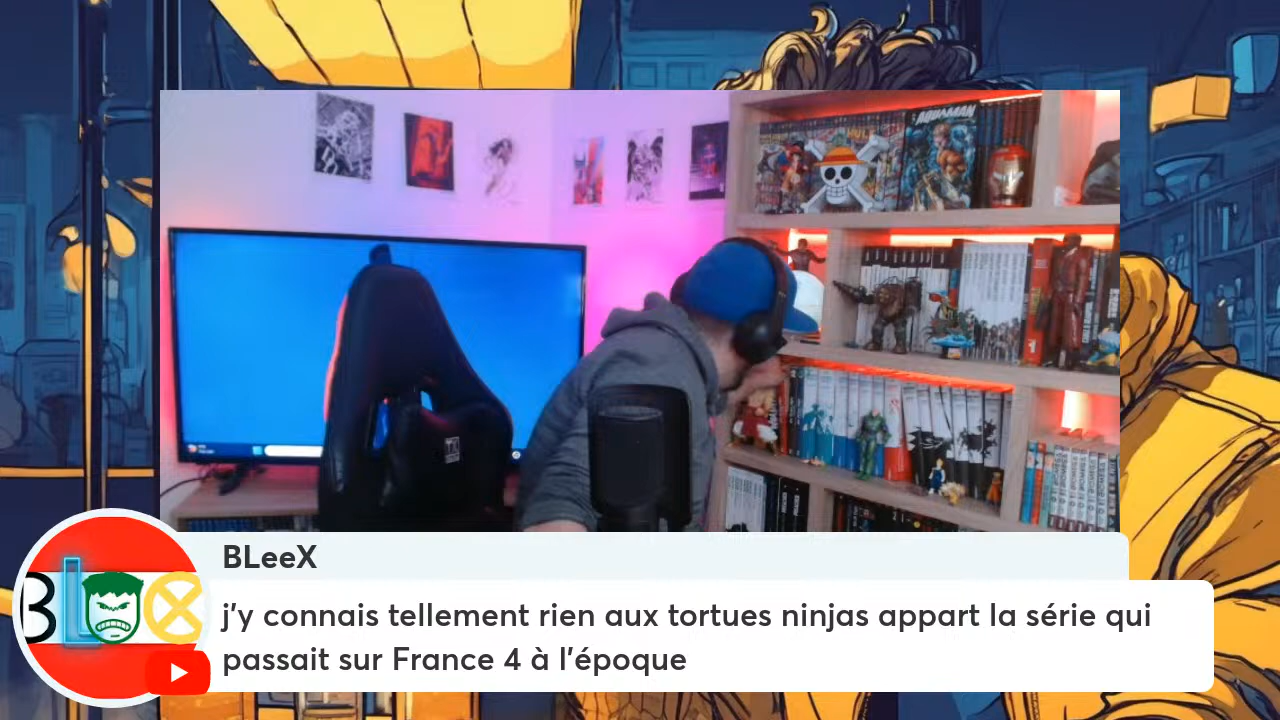 AQUAMAN
BLeeX
j'y connais tellement rien aux tortues ninjas appart la série qui
passait sur France 4 à l'époque